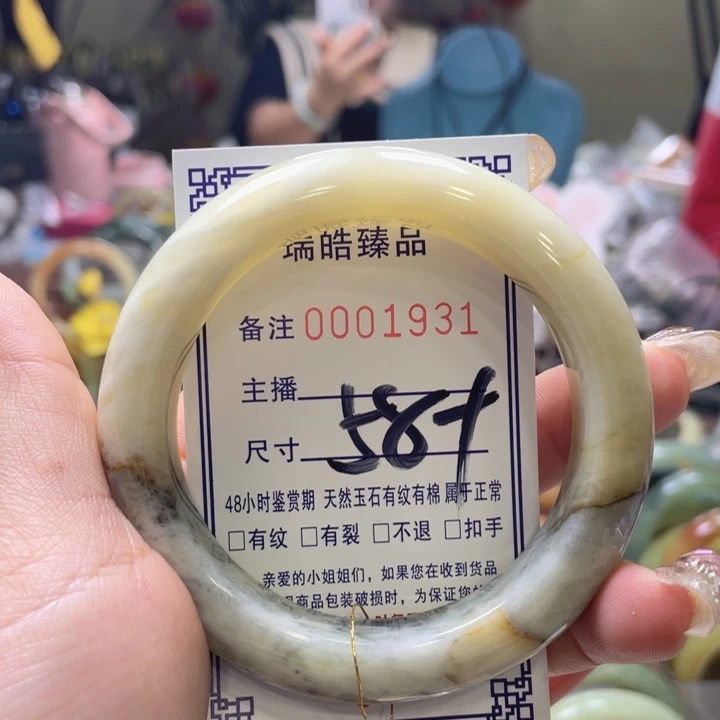 瑞皓臻品
备注 0001931
主播
尺寸 58+
48小时鉴赏期 天然玉石有纹有棉 属于正常
□有纹 □有裂 □不退 □扣手
亲爱的小姐姐们，如果您在收到货品
商品包装破损时，为保证您